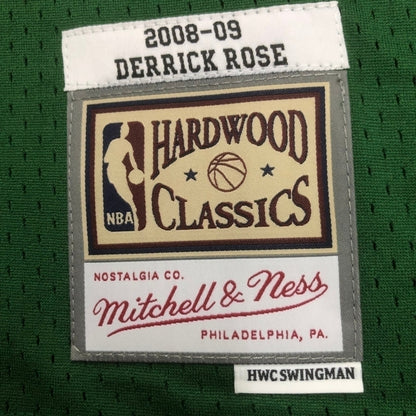 2008-09
DERRICK ROSE
HARDWOOD
NBA
CLASSICS
NOSTALGIA CO.
Mitchell & Ness
PHILADELPHIA, PA.
HWC SWINGMAN